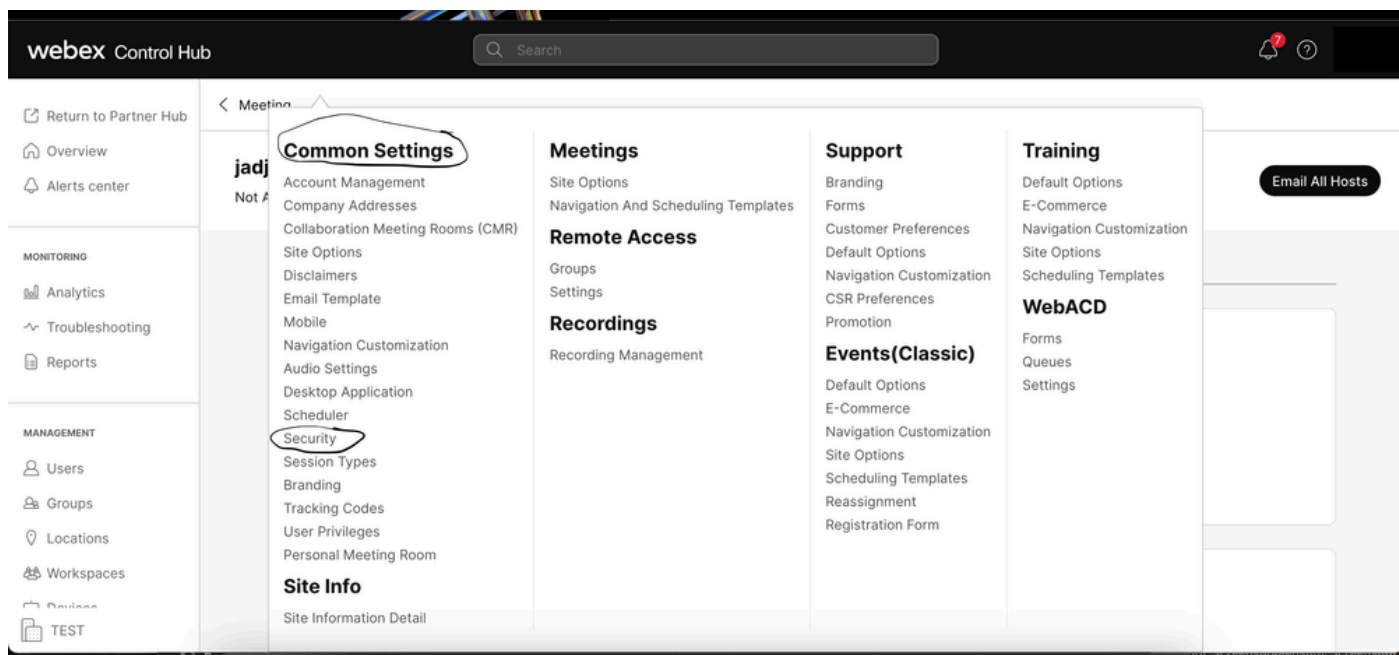 webex Control Hub
Search
7
Return to Partner Hub
Overview
Alerts center
MONITORING
Analytics
Troubleshooting
Reports
MANAGEMENT
Users
Groups
Locations
Workspaces
Devices
TEST
Meeting
jadj
Not A
Email All Hosts
Common Settings
Account Management
Company Addresses
Collaboration Meeting Rooms (CMR)
Site Options
Disclaimers
Email Template
Mobile
Navigation Customization
Audio Settings
Desktop Application
Scheduler
Security
Session Types
Branding
Tracking Codes
User Privileges
Personal Meeting Room
Site Info
Site Information Detail
Meetings
Site Options
Navigation And Scheduling Templates
Remote Access
Groups
Settings
Recordings
Recording Management
Support
Branding
Forms
Customer Preferences
Default Options
Navigation Customization
CSR Preferences
Promotion
Events(Classic)
Default Options
E-Commerce
Navigation Customization
Site Options
Scheduling Templates
Reassignment
Registration Form
Training
Default Options
E-Commerce
Navigation Customization
Site Options
Scheduling Templates
WebACD
Forms
Queues
Settings